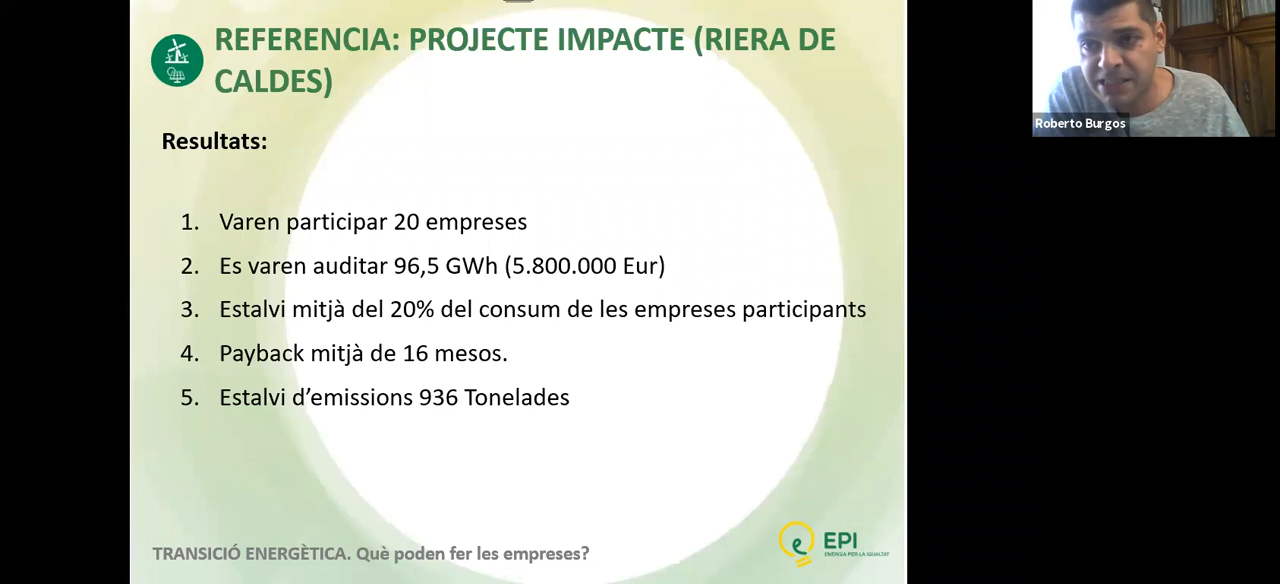 REFERENCIA: PROJECTE IMPACTE (RIERA DE
CALDES)
Resultats:
1. Varen participar 20 empreses
2. Es varen auditar 96,5 GWh (5.800.000 Eur)
3. Estalvi mitjà del 20% del consum de les empreses participants
4. Payback mitjà de 16 mesos.
5. Estalvi d’emissions 936 Tonelades
TRANSICIÓ ENERGÈTICA. Què poden fer les empreses?
EPI
ENERGIA PER LA IGUALTAT
Roberto Burgos